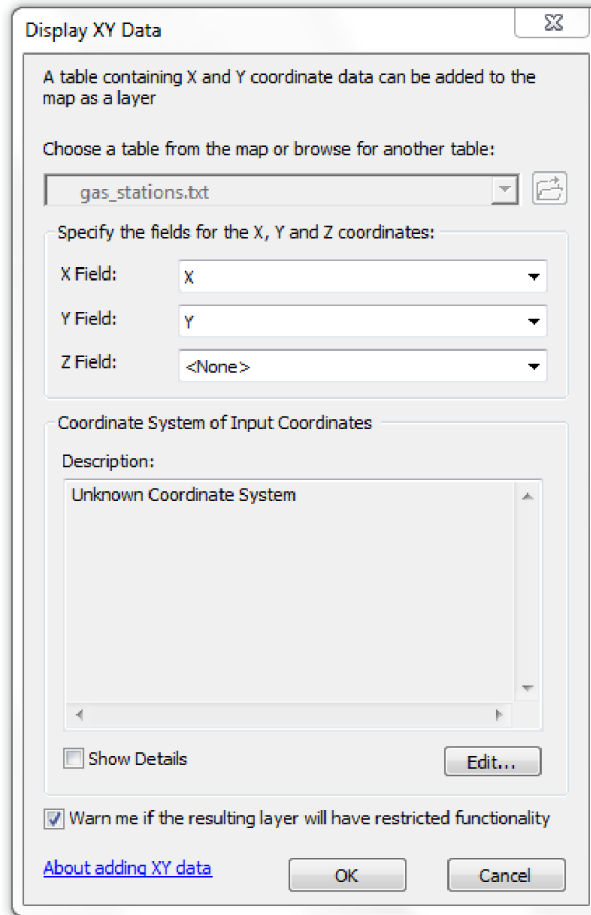 Display XY Data
A table containing X and Y coordinate data can be added to the
map as a layer
Choose a table from the map or browse for another table:
gas_stations.txt
Specify the fields for the X, Y and Z coordinates:
X Field:
X
Y Field:
Y
Z Field:
<None>
Coordinate System of Input Coordinates
Description:
Unknown Coordinate System
Show Details
Edit...
Warn me if the resulting layer will have restricted functionality
About adding XY data
OK
Cancel